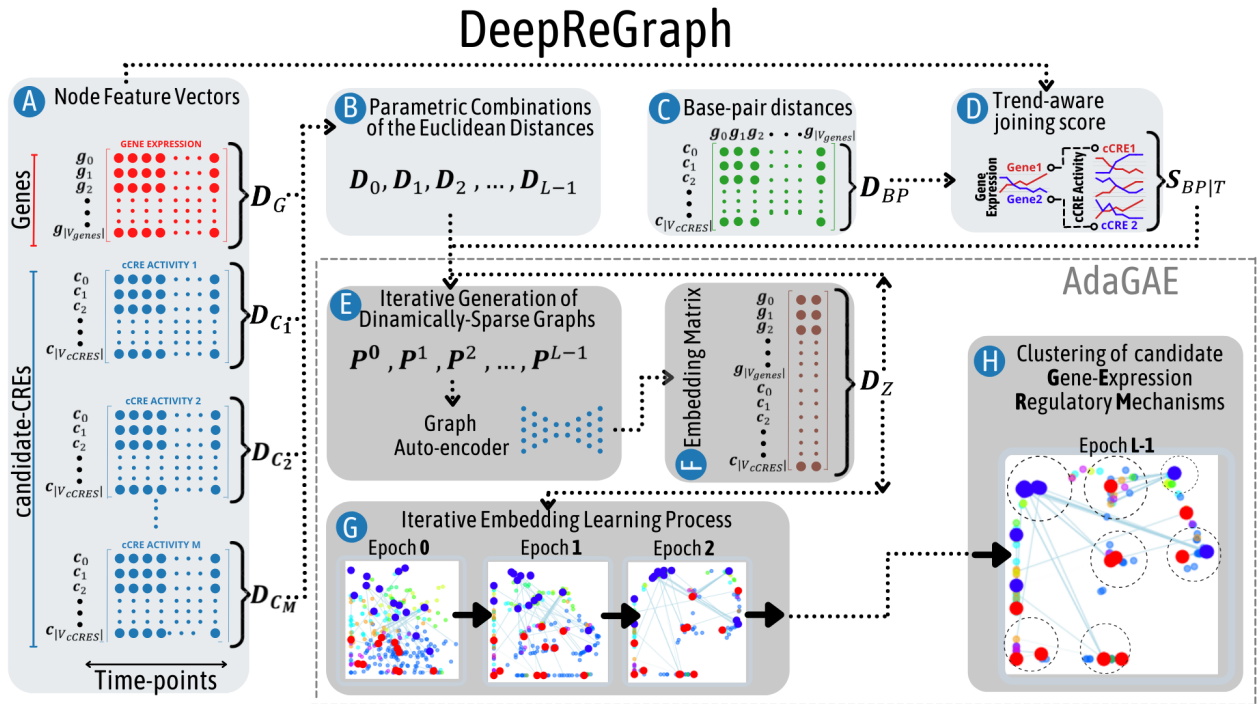 DeepReGraph
A Node Feature Vectors
GENE EXPRESSION
Genes
g0
g1
g2
g|Vgenes|
DG
candidate-CREs
cCRE ACTIVITY 1
c0
c1
c2
c|VcCRES|
DC1
cCRE ACTIVITY 2
c0
c1
c2
c|VcCRES|
DC2
cCRE ACTIVITY M
c0
c1
c2
c|VcCRES|
DCM
Time-points
B Parametric Combinations
of the Euclidean Distances
D0, D1, D2 , ..., DL−1
C Base-pair distances
g0 g1 g2 g|Vgenes|
c0
c1
c2
c|VcCRES|
DBP
D Trend-aware
joining score
Gene
Expression
Gene1
Gene2
cCRE Activity
cCRE1
cCRE 2
SBP|T
AdaGAE
E Iterative Generation of
Dinamically-Sparse Graphs
P0 , P1 , P2 , ..., PL−1
Graph
Auto-encoder
F Embedding Matrix
g0
g1
g2
g|Vgenes|
c0
c1
c2
c|VcCRES|
DZ
G Iterative Embedding Learning Process
Epoch 0
Epoch 1
Epoch 2
H Clustering of candidate
Gene-Expression
Regulatory Mechanisms
Epoch L-1